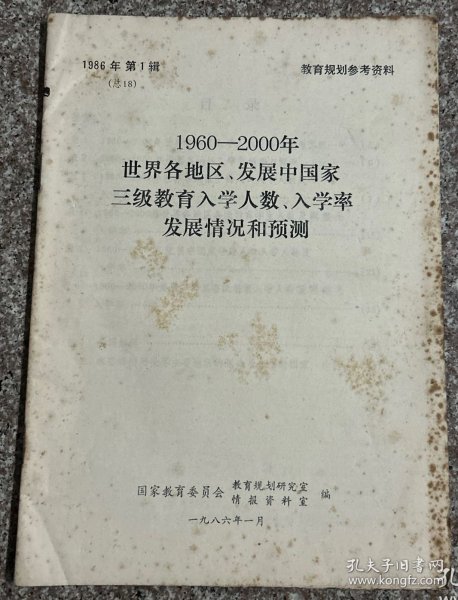 1986年第1辑
(总18)
教育规划参考资料
1960—2000年
世界各地区、发展中国家
三级教育入学人数、入学率
发展情况和预测
国家教育委员会 教育规划研究室 编
情报资料室
一九八六年一月
孔夫子旧书网
www.kongfz.com